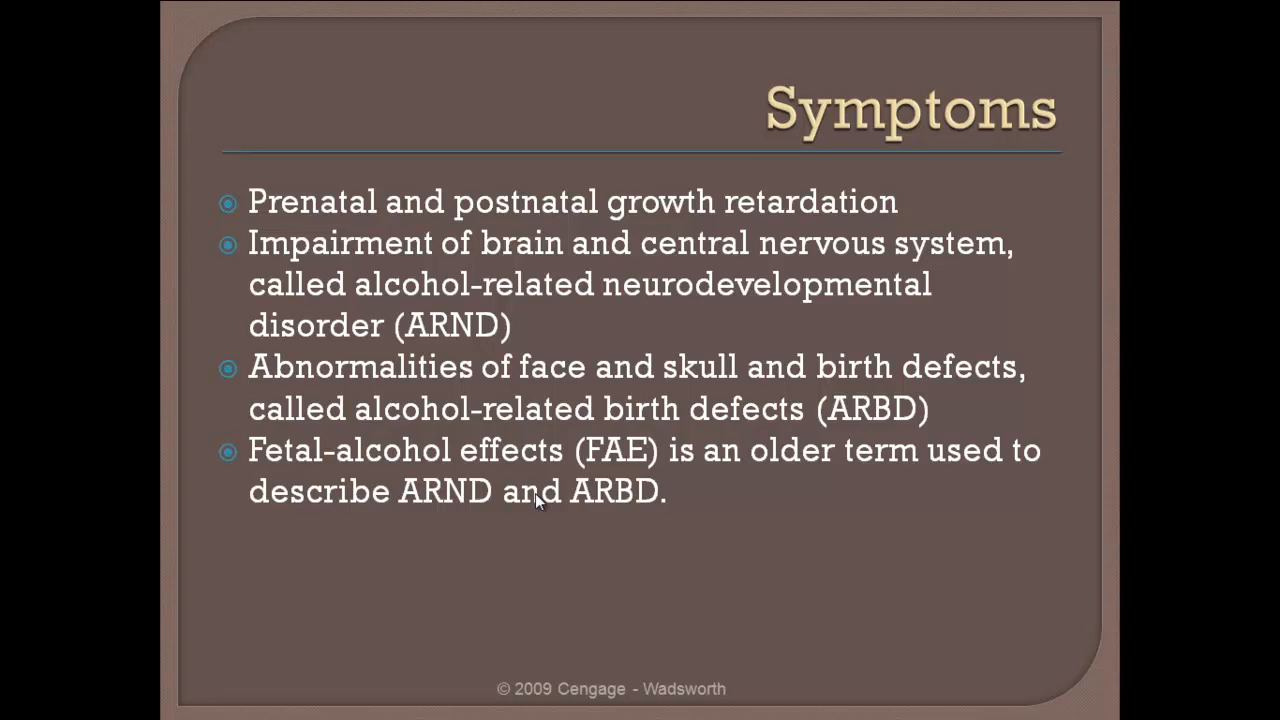 Symptoms
Prenatal and postnatal growth retardation
Impairment of brain and central nervous system,
called alcohol-related neurodevelopmental
disorder (ARND)
Abnormalities of face and skull and birth defects,
called alcohol-related birth defects (ARBD)
Fetal-alcohol effects (FAE) is an older term used to
describe ARND and ARBD.
© 2009 Cengage - Wadsworth